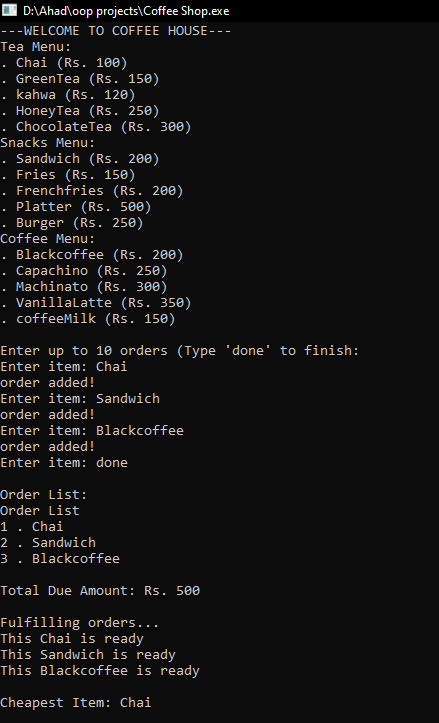 D:\Ahad\oop projects\Coffee Shop.exe
---WELCOME TO COFFEE HOUSE---
Tea Menu:
. Chai (Rs. 100)
. GreenTea (Rs. 150)
. kahwa (Rs. 120)
. HoneyTea (Rs. 250)
. ChocolateTea (Rs. 300)
Snacks Menu:
. Sandwich (Rs. 200)
. Fries (Rs. 150)
. Frenchfries (Rs. 200)
. Platter (Rs. 500)
. Burger (Rs. 250)
Coffee Menu:
. Blackcoffee (Rs. 200)
. Capachino (Rs. 250)
. Machinato (Rs. 300)
. VanillaLatte (Rs. 350)
. coffeeMilk (Rs. 150)
Enter up to 10 orders (Type 'done' to finish:
Enter item: Chai
order added!
Enter item: Sandwich
order added!
Enter item: Blackcoffee
order added!
Enter item: done
Order List:
Order List
1 . Chai
2 . Sandwich
3 . Blackcoffee
Total Due Amount: Rs. 500
Fulfilling orders...
This Chai is ready
This Sandwich is ready
This Blackcoffee is ready
Cheapest Item: Chai